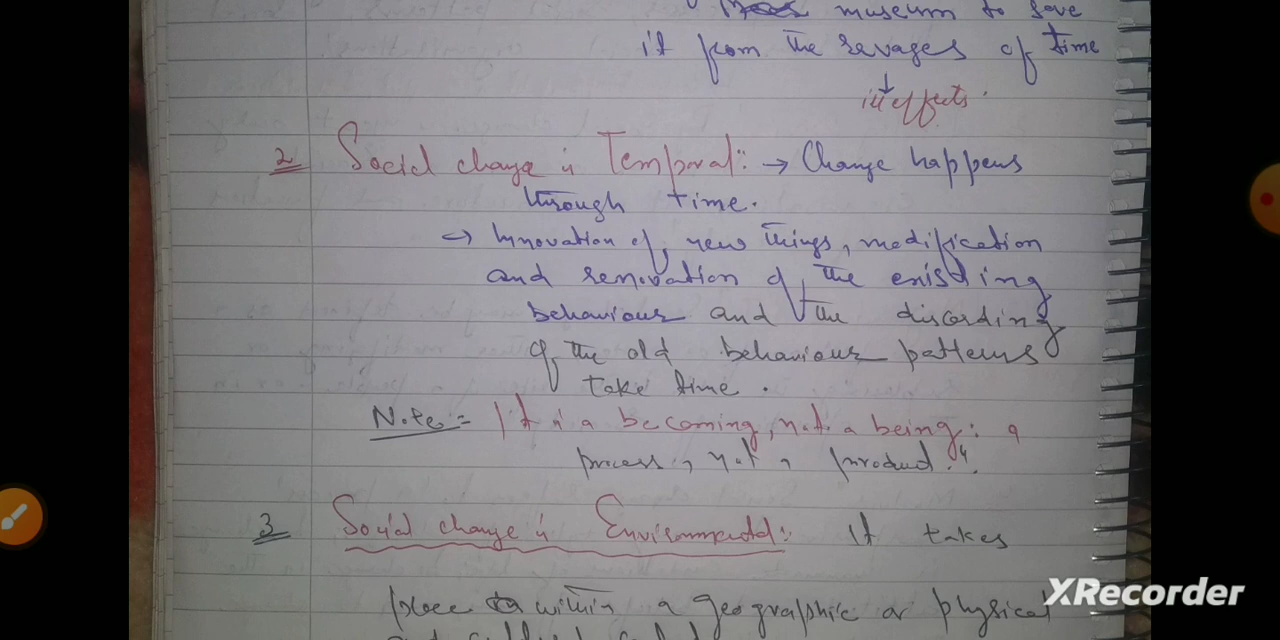 museum to save
it from the ravages of time
↓
ill effects.
2 Social change is Temporal: → Change happens
through time.
→ Innovation of new things, modification
and renovation of the existing
behaviour and the discarding
of the old behaviour patterns
take time.
Note = It is a becoming, not a being; a
process, not a product."
3 Social change is Environmental: It takes
place within a geographic or physical
and cultural
XRecorder